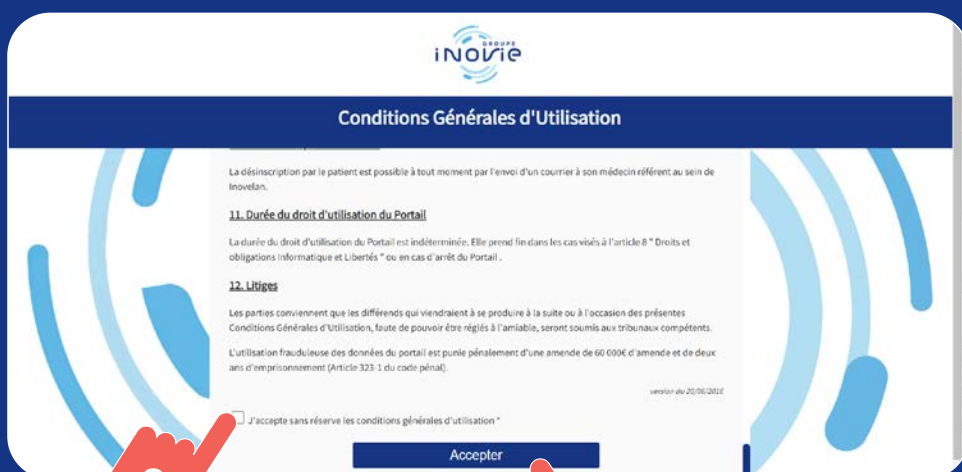 GROUPE
iNOViE
Conditions Générales d'Utilisation
La désinscription par le patient est possible à tout moment par l'envoi d'un courrier à son médecin référent au sein de
Inovelan.
11. Durée du droit d'utilisation du Portail
La durée du droit d'utilisation du Portail est indéterminée. Elle prend fin dans les cas visés à l'article 8 " Droits et
obligations Informatique et Libertés " ou en cas d'arrêt du Portail .
12. Litiges
Les parties conviennent que les différends qui viendraient à se produire à la suite ou à l'occasion des présentes
Conditions Générales d'Utilisation, faute de pouvoir être réglés à l'amiable, seront soumis aux tribunaux compétents.
L'utilisation frauduleuse des données du portail est punie pénalement d'une amende de 60 000€ d'amende et de deux
ans d'emprisonnement (Article 323-1 du code pénal).
version du 20/06/2016
J'accepte sans réserve les conditions générales d'utilisation *
Accepter